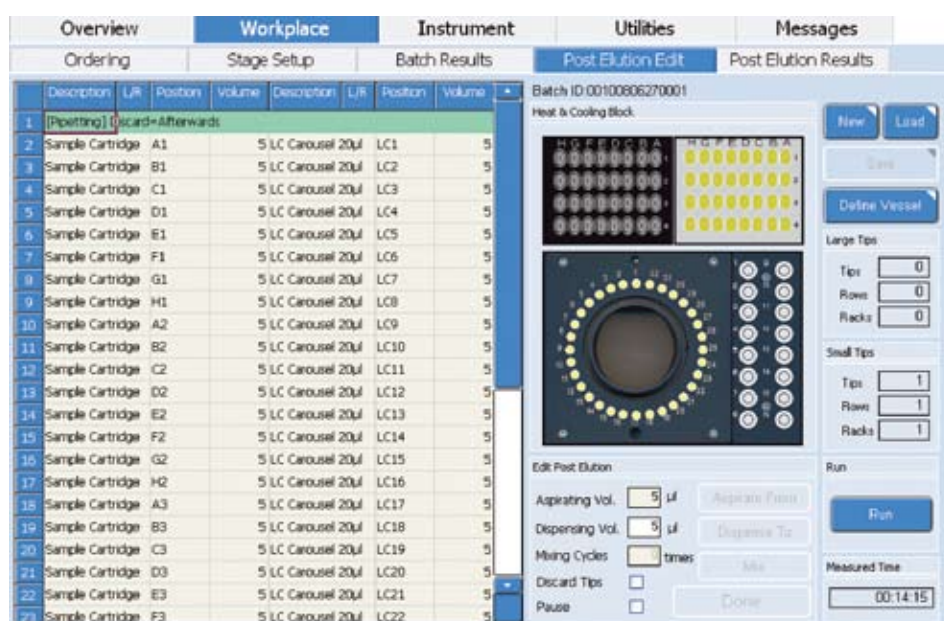 Overview Workplace Instrument Utilities Messages
Ordering Stage Setup Batch Results Post Elution Edit Post Elution Results
Description L/R Position Volume Description L/R Position Volume
1 [Pipetting] Discard=Afterwards
2 Sample Cartridge A1 5 LC Carousel 20µl LC1 5
3 Sample Cartridge B1 5 LC Carousel 20µl LC2 5
4 Sample Cartridge C1 5 LC Carousel 20µl LC3 5
5 Sample Cartridge D1 5 LC Carousel 20µl LC4 5
6 Sample Cartridge E1 5 LC Carousel 20µl LC5 5
7 Sample Cartridge F1 5 LC Carousel 20µl LC6 5
8 Sample Cartridge G1 5 LC Carousel 20µl LC7 5
9 Sample Cartridge H1 5 LC Carousel 20µl LC8 5
10 Sample Cartridge A2 5 LC Carousel 20µl LC9 5
11 Sample Cartridge B2 5 LC Carousel 20µl LC10 5
12 Sample Cartridge C2 5 LC Carousel 20µl LC11 5
13 Sample Cartridge D2 5 LC Carousel 20µl LC12 5
14 Sample Cartridge E2 5 LC Carousel 20µl LC13 5
15 Sample Cartridge F2 5 LC Carousel 20µl LC14 5
16 Sample Cartridge G2 5 LC Carousel 20µl LC15 5
17 Sample Cartridge H2 5 LC Carousel 20µl LC16 5
18 Sample Cartridge A3 5 LC Carousel 20µl LC17 5
19 Sample Cartridge B3 5 LC Carousel 20µl LC18 5
20 Sample Cartridge C3 5 LC Carousel 20µl LC19 5
21 Sample Cartridge D3 5 LC Carousel 20µl LC20 5
22 Sample Cartridge E3 5 LC Carousel 20µl LC21 5
23 Sample Cartridge F3 5 LC Carousel 20µl LC22 5
Batch ID:00100806270001
Heat & Cooling Block
H G F E D C B A H G F E D C B A
Edit Post Elution
Aspirating Vol. 5 µl Aspirate From
Dispensing Vol. 5 µl Dispense To
Mixing Cycles times Mix
Discard Tips
Pause Done
New Load
Save
Define Vessel
Large Tips
Tips 0
Rows 0
Racks 0
Small Tips
Tips 1
Rows 1
Racks 1
Run
Run
Measured Time
00:14:15